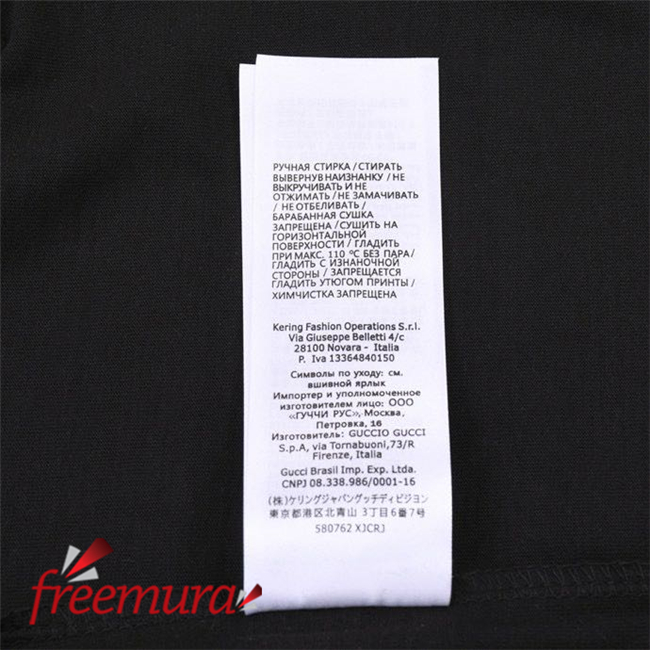 РУЧНАЯ СТИРКА / СТИРАТЬ
ВЫВЕРНУВ НАИЗНАНКУ / НЕ
ВЫКРУЧИВАТЬ И НЕ
ОТЖИМАТЬ / НЕ ЗАМАЧИВАТЬ
/ НЕ ОТБЕЛИВАТЬ /
БАРАБАННАЯ СУШКА
ЗАПРЕЩЕНА / СУШИТЬ НА
ГОРИЗОНТАЛЬНОЙ
ПОВЕРХНОСТИ / ГЛАДИТЬ
ПРИ МАКС. 110 ºC БЕЗ ПАРА/
ГЛАДИТЬ С ИЗНАНОЧНОЙ
СТОРОНЫ / ЗАПРЕЩАЕТСЯ
ГЛАДИТЬ УТЮГОМ ПРИНТЫ /
ХИМЧИСТКА ЗАПРЕЩЕНА
Kering Fashion Operations S.r.l.
Via Giuseppe Belletti 4/c
28100 Novara - Italia
P. Iva 13364840150
Символы по уходу: см.
вшивной ярлык
Импортер и уполномоченное
изготовителем лицо: ООО
«ГУЧЧИ РУС», Москва,
Петровка, 16
Изготовитель: GUCCIO GUCCI
S.p.A, via Tornabuoni,73/R
Firenze, Italia
Gucci Brasil Imp. Exp. Ltda.
CNPJ 08.338.986/0001-16
(株)ケリングジャパングッチディビジョン
東京都港区北青山 3丁目6番7号
580762 XJCRJ
freemura